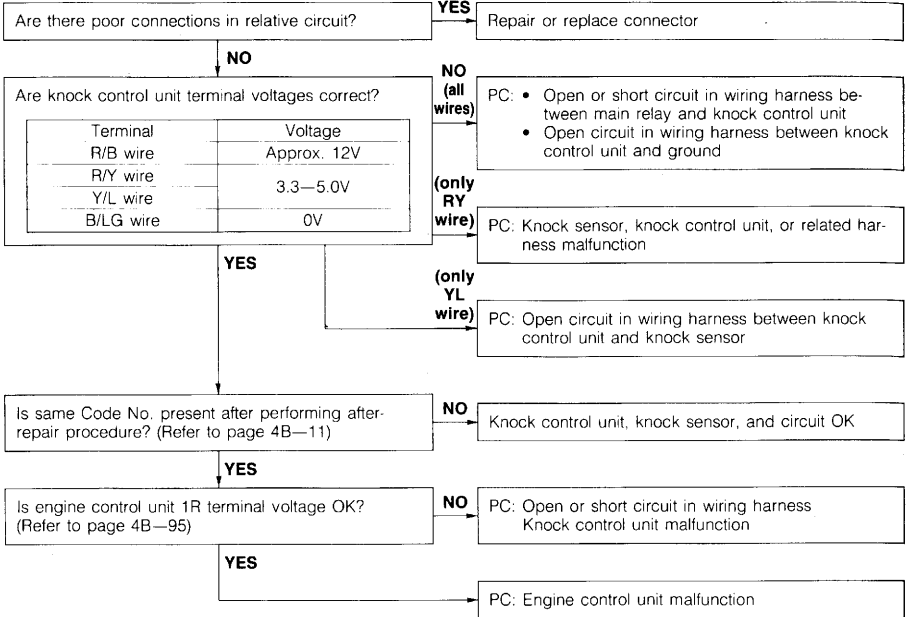 Are there poor connections in relative circuit?
YES
Repair or replace connector
NO
Are knock control unit terminal voltages correct?
Terminal Voltage
R/B wire Approx. 12V
R/Y wire
3.3—5.0V
Y/L wire
B/LG wire 0V
NO
(all
wires)
PC: • Open or short circuit in wiring harness be-
tween main relay and knock control unit
• Open circuit in wiring harness between knock
control unit and ground
(only
RY
wire)
PC: Knock sensor, knock control unit, or related har-
ness malfunction
YES
(only
YL
wire)
PC: Open circuit in wiring harness between knock
control unit and knock sensor
Is same Code No. present after performing after-
repair procedure? (Refer to page 4B—11)
NO
Knock control unit, knock sensor, and circuit OK
YES
Is engine control unit 1R terminal voltage OK?
(Refer to page 4B—95)
NO
PC: Open or short circuit in wiring harness
Knock control unit malfunction
YES
PC: Engine control unit malfunction